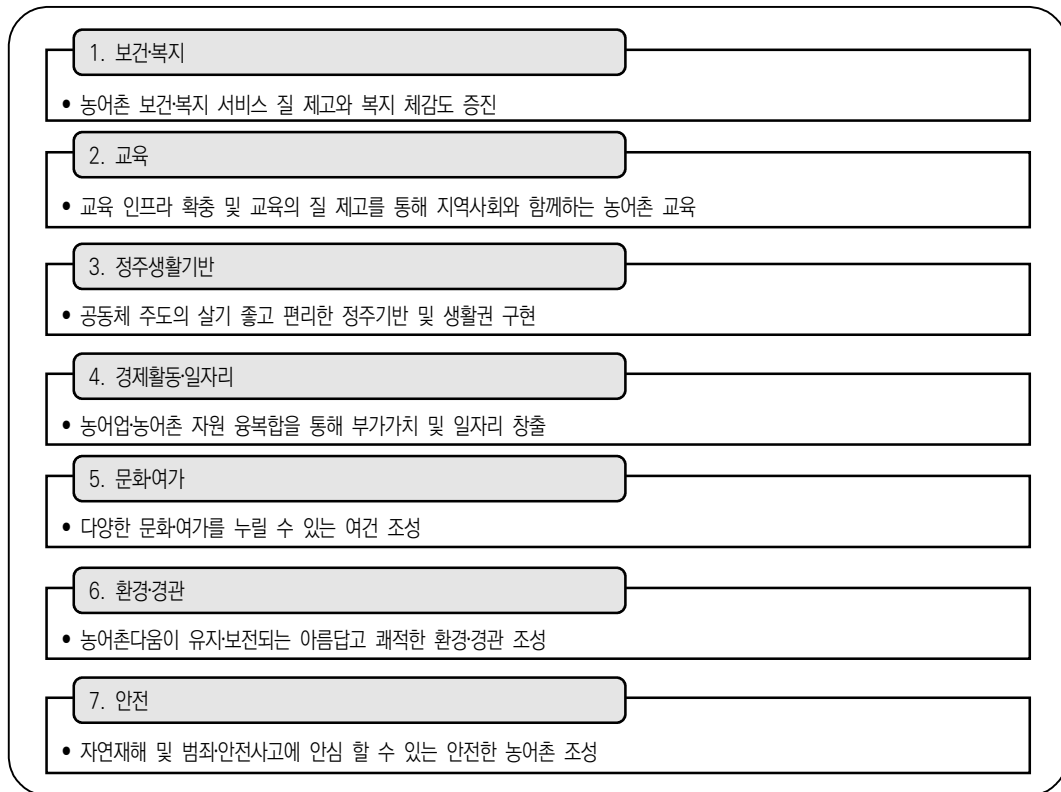 1. 보건·복지
• 농어촌 보건·복지 서비스 질 제고와 복지 체감도 증진
2. 교육
• 교육 인프라 확충 및 교육의 질 제고를 통해 지역사회와 함께하는 농어촌 교육
3. 정주생활기반
• 공동체 주도의 살기 좋고 편리한 정주기반 및 생활권 구현
4. 경제활동·일자리
• 농어업·농어촌 자원 융복합을 통해 부가가치 및 일자리 창출
5. 문화·여가
• 다양한 문화·여가를 누릴 수 있는 여건 조성
6. 환경·경관
• 농어촌다움이 유지·보전되는 아름답고 쾌적한 환경·경관 조성
7. 안전
• 자연재해 및 범죄·안전사고에 안심 할 수 있는 안전한 농어촌 조성